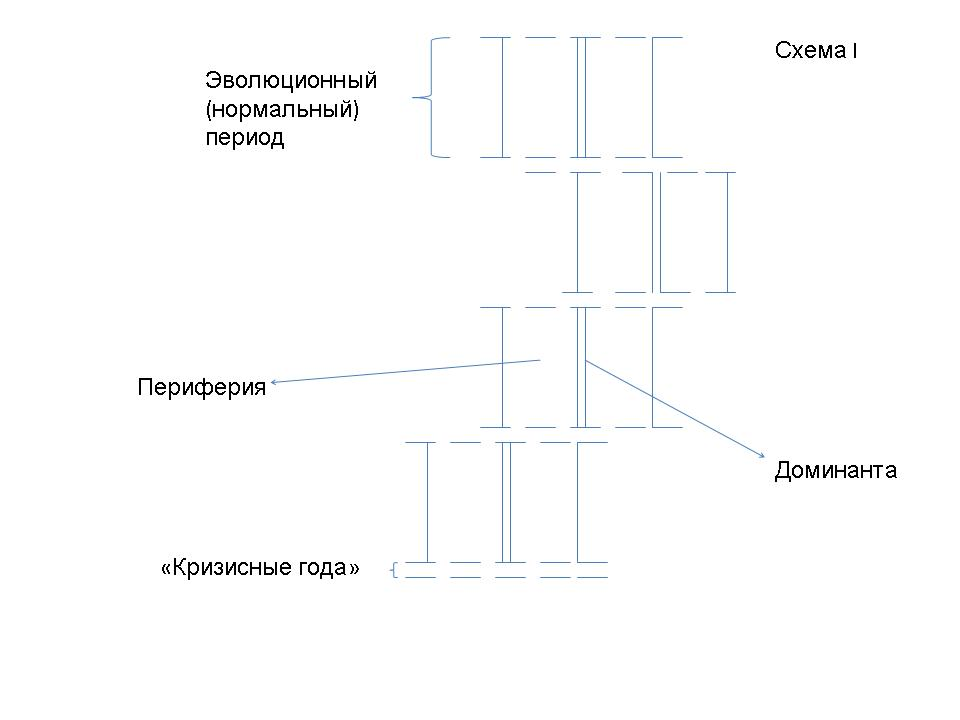 Схема I
Эволюционный
(нормальный)
период
Периферия
Доминанта
«Кризисные года»